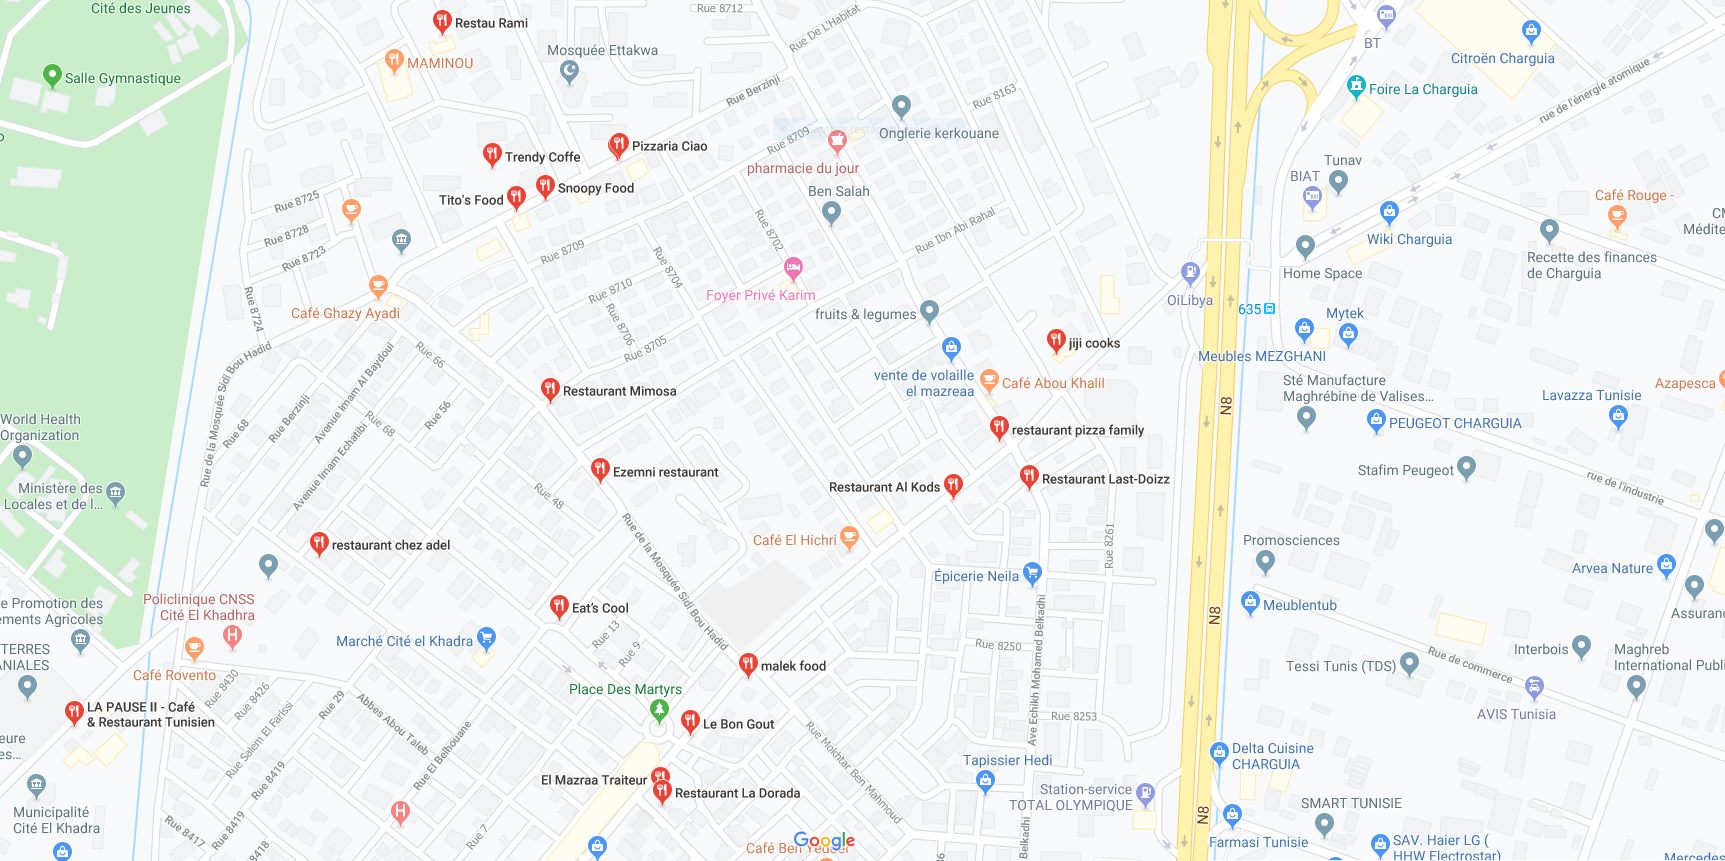 Cité des Jeunes
Rue 8712
Restau Rami
Rue De L'Habitat
BT
Citroën Charguia
Mosquée Ettakwa
MAMINOU
Salle Gymnastique
Rue Berzinji
Rue 8163
Foire La Charguia
rue de l'énergie atomique
Onglerie kerkouane
Rue 8709
Pizzaria Ciao
Trendy Coffe
pharmacie du jour
Tunav
BIAT
Snoopy Food
Tito's Food
Ben Salah
Café Rouge -
Rue 8725
Rue 8728
Rue 8723
Rue 8709
Rue 8702
Rue Ibn Abi Rahal
Wiki Charguia
Home Space
Recette des finances
de Charguia
Rue 8704
Rue 8710
Foyer Privé Karim
OiLibya
635
Café Ghazy Ayadi
Rue 8724
Rue 8706
fruits & legumes
Mytek
Rue 8705
jiji cooks
Meubles MEZGHANI
Rue 66
vente de volaille
el mazreaa
Café Abou Khalil
Sté Manufacture
Maghrébine de Valises...
Azapesca
Lavazza Tunisie
Restaurant Mimosa
Avenue Imam Al Baydoui
Rue Berzinji
Rue de la Mosquée Sidi Bou Hadid
Rue 56
Rue 68
Rue 68
N8
World Health
Organization
PEUGEOT CHARGUIA
restaurant pizza family
Avenue Imam Echatibi
Ezemni restaurant
Stafim Peugeot
rue de l'industrie
Restaurant Last-Doizz
Restaurant Al Kods
Ministère des
Locales et de l...
Rue 48
Rue de la Mosquée Sidi Bou Hadid
Café El Hichri
Rue 8261
Promosciences
restaurant chez adel
Arvea Nature
Épicerie Neila
Policlinique CNSS
Cité El Khadhra
e Promotion des
ements Agricoles
Eat's Cool
Meublentub
N8
Assuranc
Marché Cité el Khadra
Rue 13
Rue 9
Rue 8250
Ave Echikh Mohamed Belkadhi
Interbois
Maghreb
International Publi
TERRES
ANIALES
Tessi Tunis (TDS)
Rue de commerce
malek food
Café Rovento
Rue 8430
Rue 8426
Rue 29
Place Des Martyrs
LA PAUSE II - Café
& Restaurant Tunisien
Rue Salem El Farissi
Abbes Abou Taleb
Rue El Belhouane
Le Bon Gout
Rue 8253
AVIS Tunisia
eure
es...
Rue Mokhtar Ben Mahmoud
Delta Cuisine
CHARGUIA
Tapissier Hedi
El Mazraa Traiteur
Restaurant La Dorada
Rue 8419
Station-service
TOTAL OLYMPIQUE
SMART TUNISIE
N8
Municipalité
Cité El Khadra
Rue 8417
Rue 8419
Rue 7
Google
Café Ben Yedder
Belkadhi
Farmasi Tunisie
SAV. Haier LG (
HHW Electrostar)
Mercedes
CM
Médite